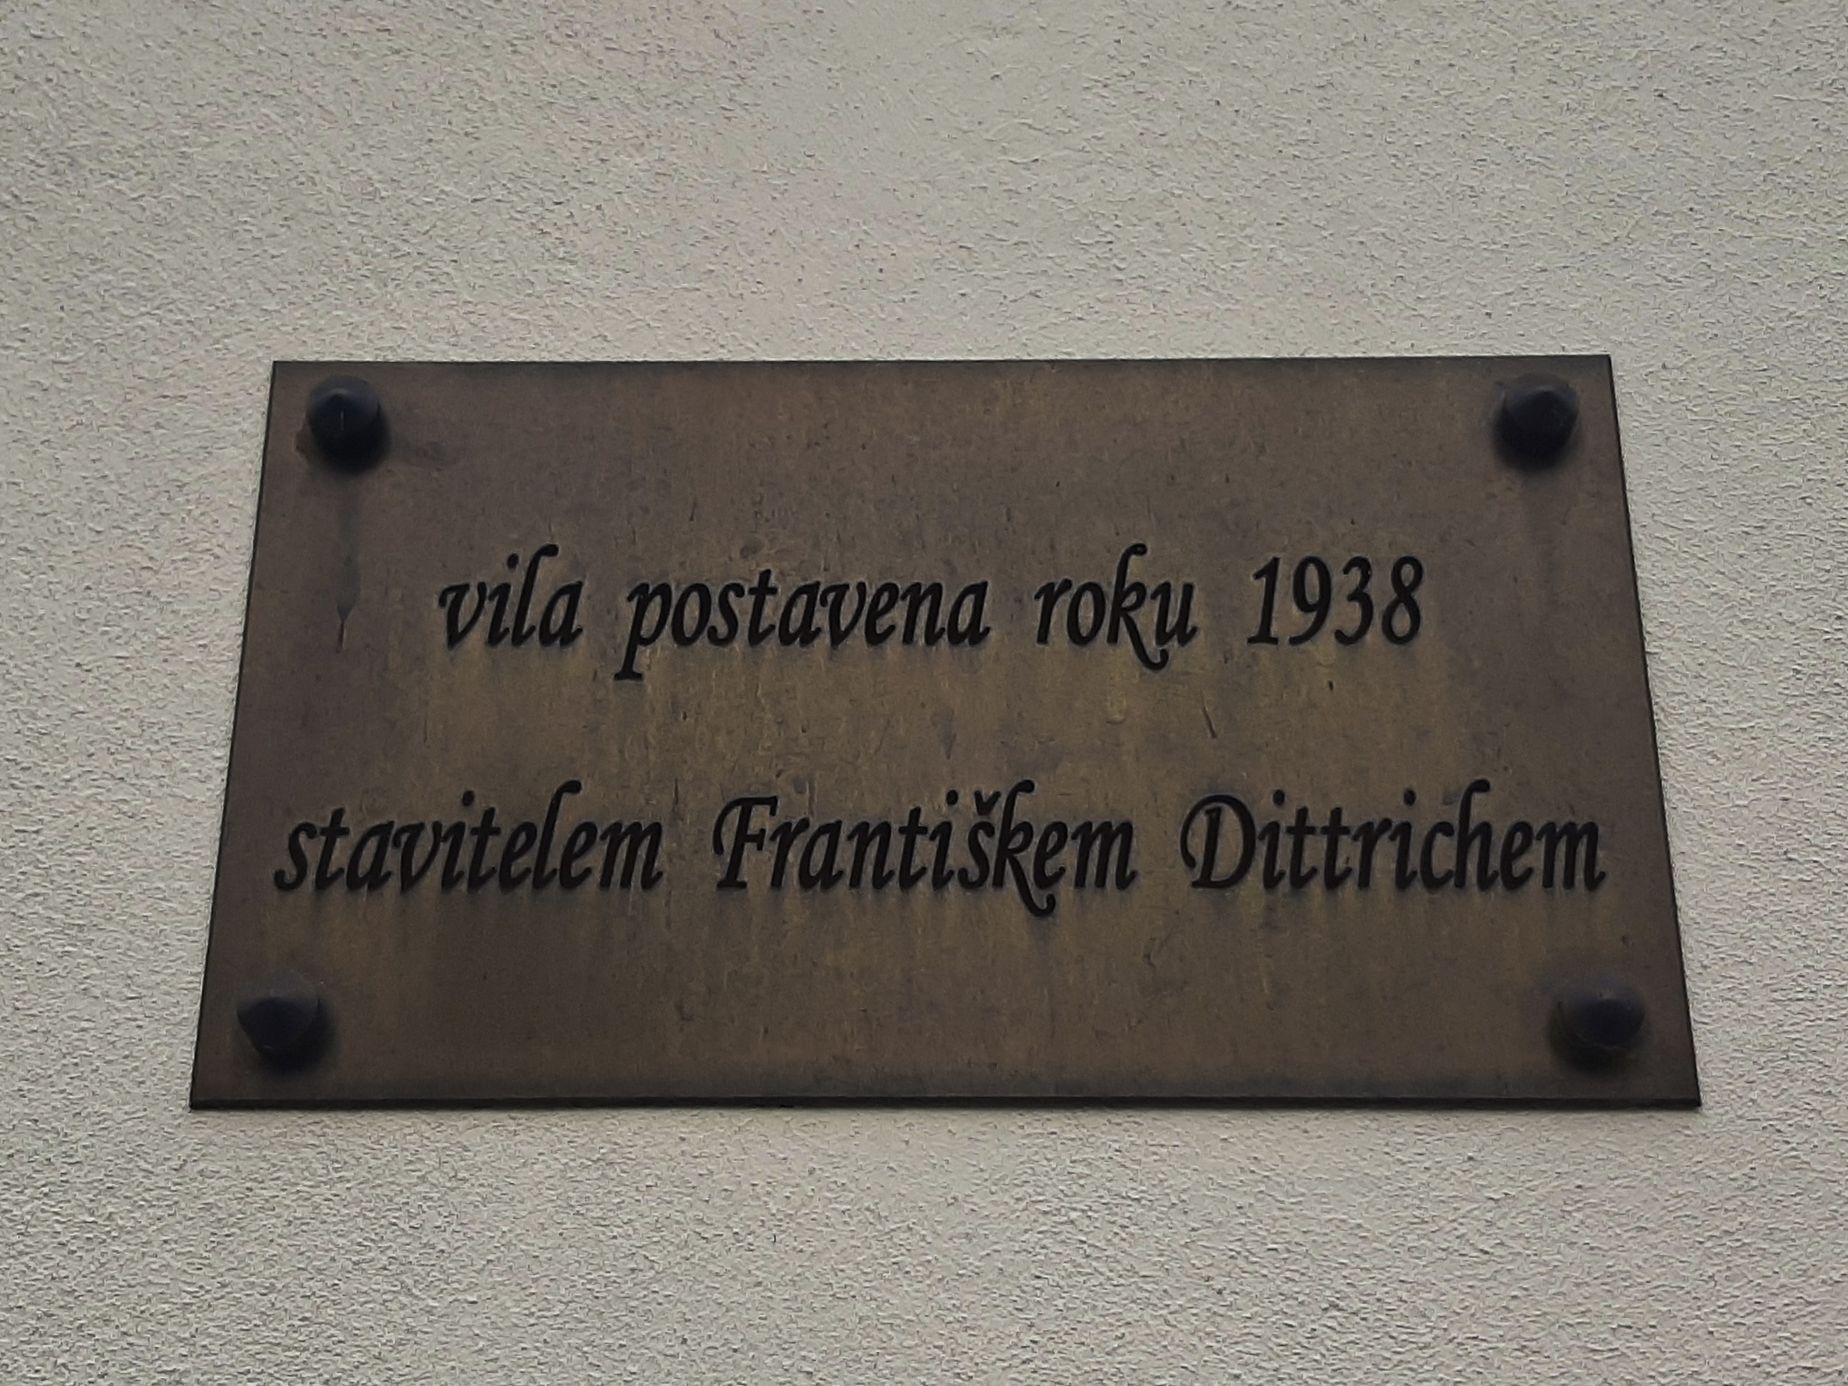 vila postavena roku 1938
stavitelem Františkem Dittrichem